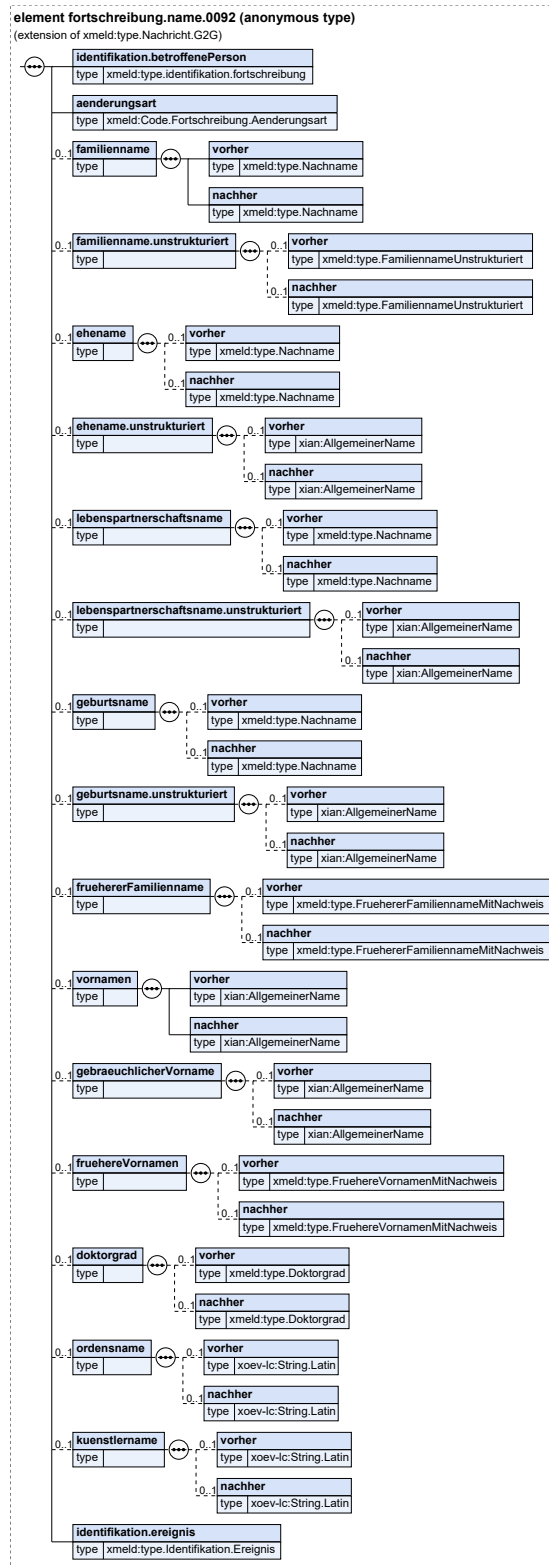 element fortschreibung.name.0092 (anonymous type)
(extension of xmeld:type.Nachricht.G2G)
identifikation.betroffenePerson
type xmeld:type.identifikation.fortschreibung
aenderungsart
type xmeld:Code.Fortschreibung.Aenderungsart
0..1 familienname
type
vorher
type xmeld:type.Nachname
nachher
type xmeld:type.Nachname
0..1 familienname.unstrukturiert
type
0..1 vorher
type xmeld:type.FamiliennameUnstrukturiert
0..1 nachher
type xmeld:type.FamiliennameUnstrukturiert
0..1 ehename
type
0..1 vorher
type xmeld:type.Nachname
0..1 nachher
type xmeld:type.Nachname
0..1 ehename.unstrukturiert
type
0..1 vorher
type xian:AllgemeinerName
0..1 nachher
type xian:AllgemeinerName
0..1 lebenspartnerschaftsname
type
0..1 vorher
type xmeld:type.Nachname
0..1 nachher
type xmeld:type.Nachname
0..1 lebenspartnerschaftsname.unstrukturiert
type
0..1 vorher
type xian:AllgemeinerName
0..1 nachher
type xian:AllgemeinerName
0..1 geburtsname
type
0..1 vorher
type xmeld:type.Nachname
0..1 nachher
type xmeld:type.Nachname
0..1 geburtsname.unstrukturiert
type
0..1 vorher
type xian:AllgemeinerName
0..1 nachher
type xian:AllgemeinerName
0..1 fruehererFamilienname
type
0..1 vorher
type xmeld:type.FruehererFamiliennameMitNachweis
0..1 nachher
type xmeld:type.FruehererFamiliennameMitNachweis
0..1 vornamen
type
vorher
type xian:AllgemeinerName
nachher
type xian:AllgemeinerName
0..1 gebraeuchlicherVorname
type
0..1 vorher
type xian:AllgemeinerName
0..1 nachher
type xian:AllgemeinerName
0..1 fruehereVornamen
type
0..1 vorher
type xmeld:type.FruehereVornamenMitNachweis
0..1 nachher
type xmeld:type.FruehereVornamenMitNachweis
0..1 doktorgrad
type
0..1 vorher
type xmeld:type.Doktorgrad
0..1 nachher
type xmeld:type.Doktorgrad
0..1 ordensname
type
0..1 vorher
type xoev-lc:String.Latin
0..1 nachher
type xoev-lc:String.Latin
0..1 kuenstlername
type
0..1 vorher
type xoev-lc:String.Latin
0..1 nachher
type xoev-lc:String.Latin
identifikation.ereignis
type xmeld:type.Identifikation.Ereignis